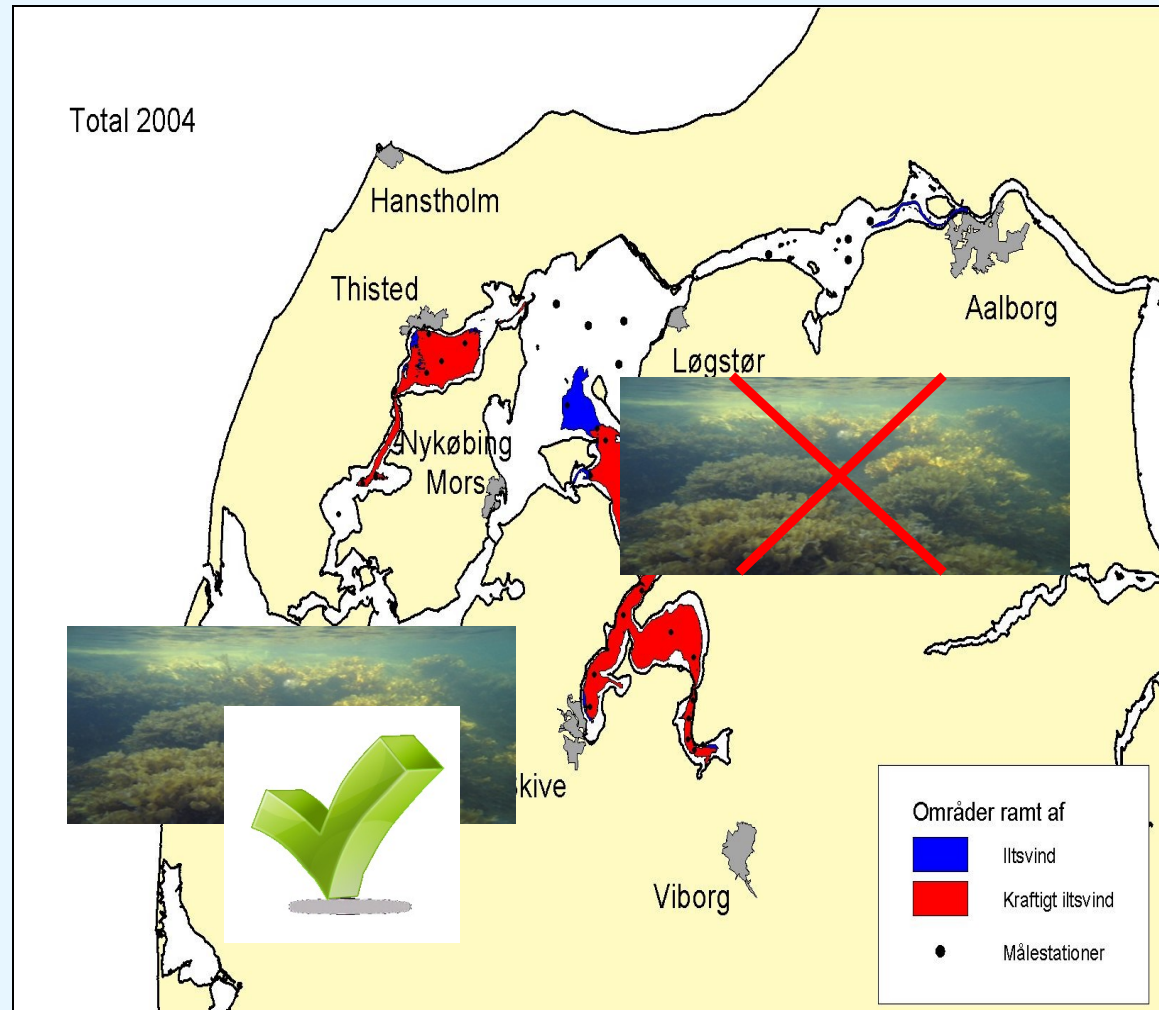 Total 2004
Hanstholm
Thisted
Aalborg
Løgstør
Nykøbing
Mors
Skive
Viborg
Områder ramt af
Iltsvind
Kraftigt iltsvind
Målestationer